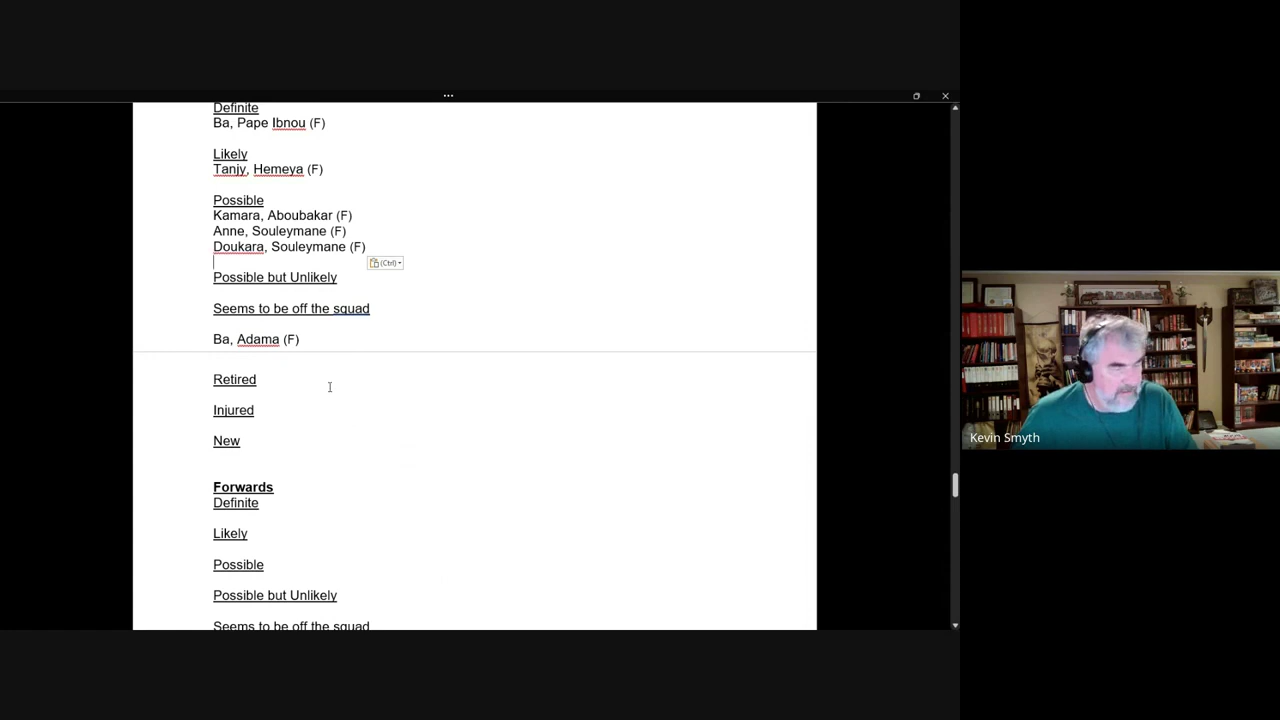 Definite
Ba, Pape Ibnou (F)
Likely
Tanjy, Hemeya (F)
Possible
Kamara, Aboubakar (F)
Anne, Souleymane (F)
Doukara, Souleymane (F)
(Ctrl)
Possible but Unlikely
Seems to be off the squad
Ba, Adama (F)
Retired
Injured
New
Forwards
Definite
Likely
Possible
Possible but Unlikely
Seems to be off the squad
Kevin Smyth